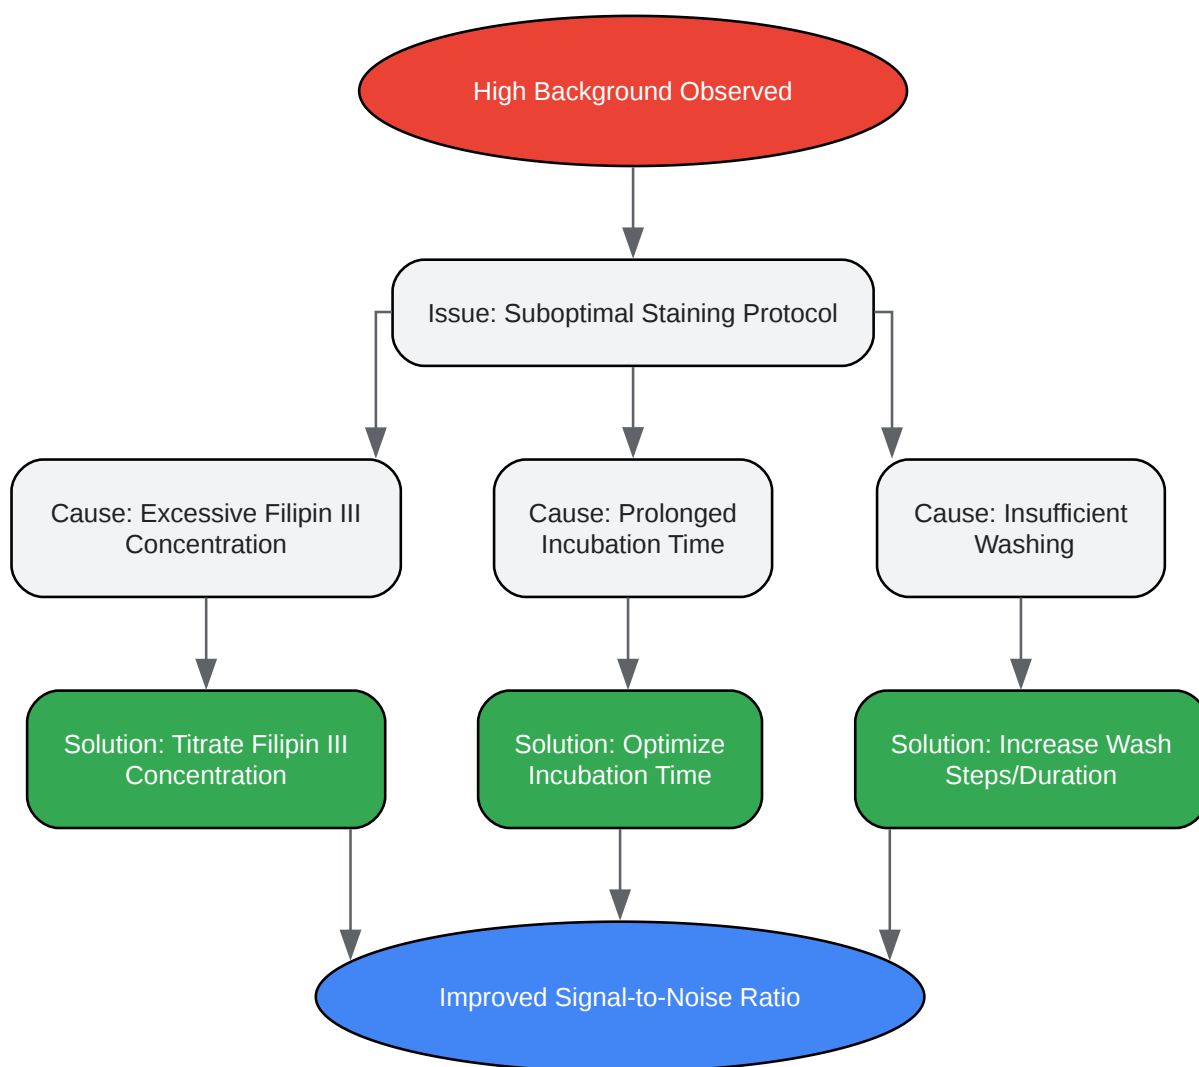 High Background Observed
Issue: Suboptimal Staining Protocol
Cause: Excessive Filipin III
Concentration
Cause: Prolonged
Incubation Time
Cause: Insufficient
Washing
Solution: Titrate Filipin III
Concentration
Solution: Optimize
Incubation Time
Solution: Increase Wash
Steps/Duration
Improved Signal-to-Noise Ratio